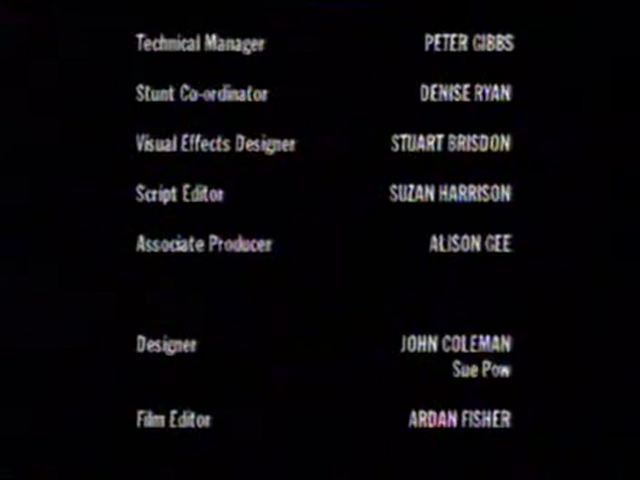 Technical Manager PETER GIBBS
Stunt Co-ordinator DENISE RYAN
Visual Effects Designer STUART BRISDON
Script Editor SUZAN HARRISON
Associate Producer ALISON GEE
Designer JOHN COLEMAN
Sue Pow
Film Editor ARDAN FISHER